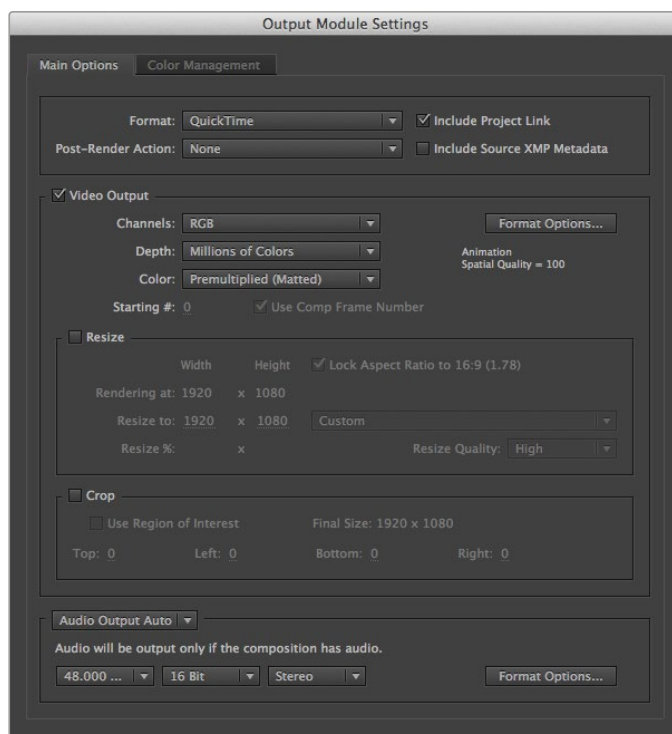 Output Module Settings
Main Options Color Management
Format: QuickTime Include Project Link
Post-Render Action: None Include Source XMP Metadata
Video Output
Channels: RGB Format Options...
Depth: Millions of Colors Animation
Spatial Quality = 100
Color: Premultiplied (Matted)
Starting #: 0 Use Comp Frame Number
Resize
Width Height Lock Aspect Ratio to 16:9 (1.78)
Rendering at: 1920 x 1080
Resize to: 1920 x 1080 Custom
Resize %: x Resize Quality: High
Crop
Use Region of Interest Final Size: 1920 x 1080
Top: 0 Left: 0 Bottom: 0 Right: 0
Audio Output Auto
Audio will be output only if the composition has audio.
48.000 ... 16 Bit Stereo Format Options...